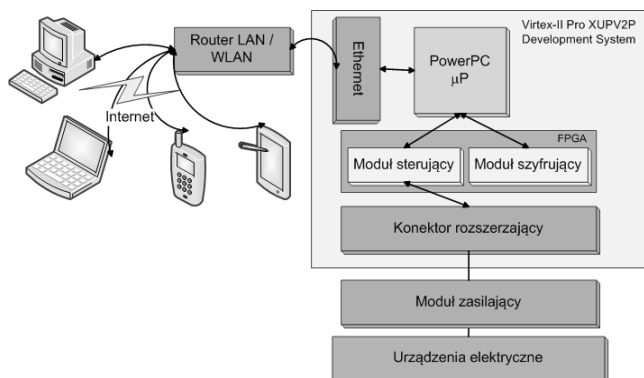 Virtex-II Pro XUPV2P
Development System
Router LAN /
WLAN
Ethernet
PowerPC
µP
Internet
FPGA
Moduł sterujący
Moduł szyfrujący
Konektor rozszerzający
Moduł zasilający
Urządzenia elektryczne